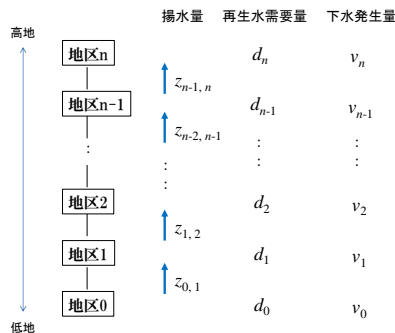 揚水量 再生水需要量 下水発生量
高地
地区n d_n v_n
z_{n-1, n}
地区n-1 d_{n-1} v_{n-1}
z_{n-2, n-1}
: : :
:
:
地区2 d_2 v_2
z_{1, 2}
地区1 d_1 v_1
z_{0, 1}
地区0 d_0 v_0
低地